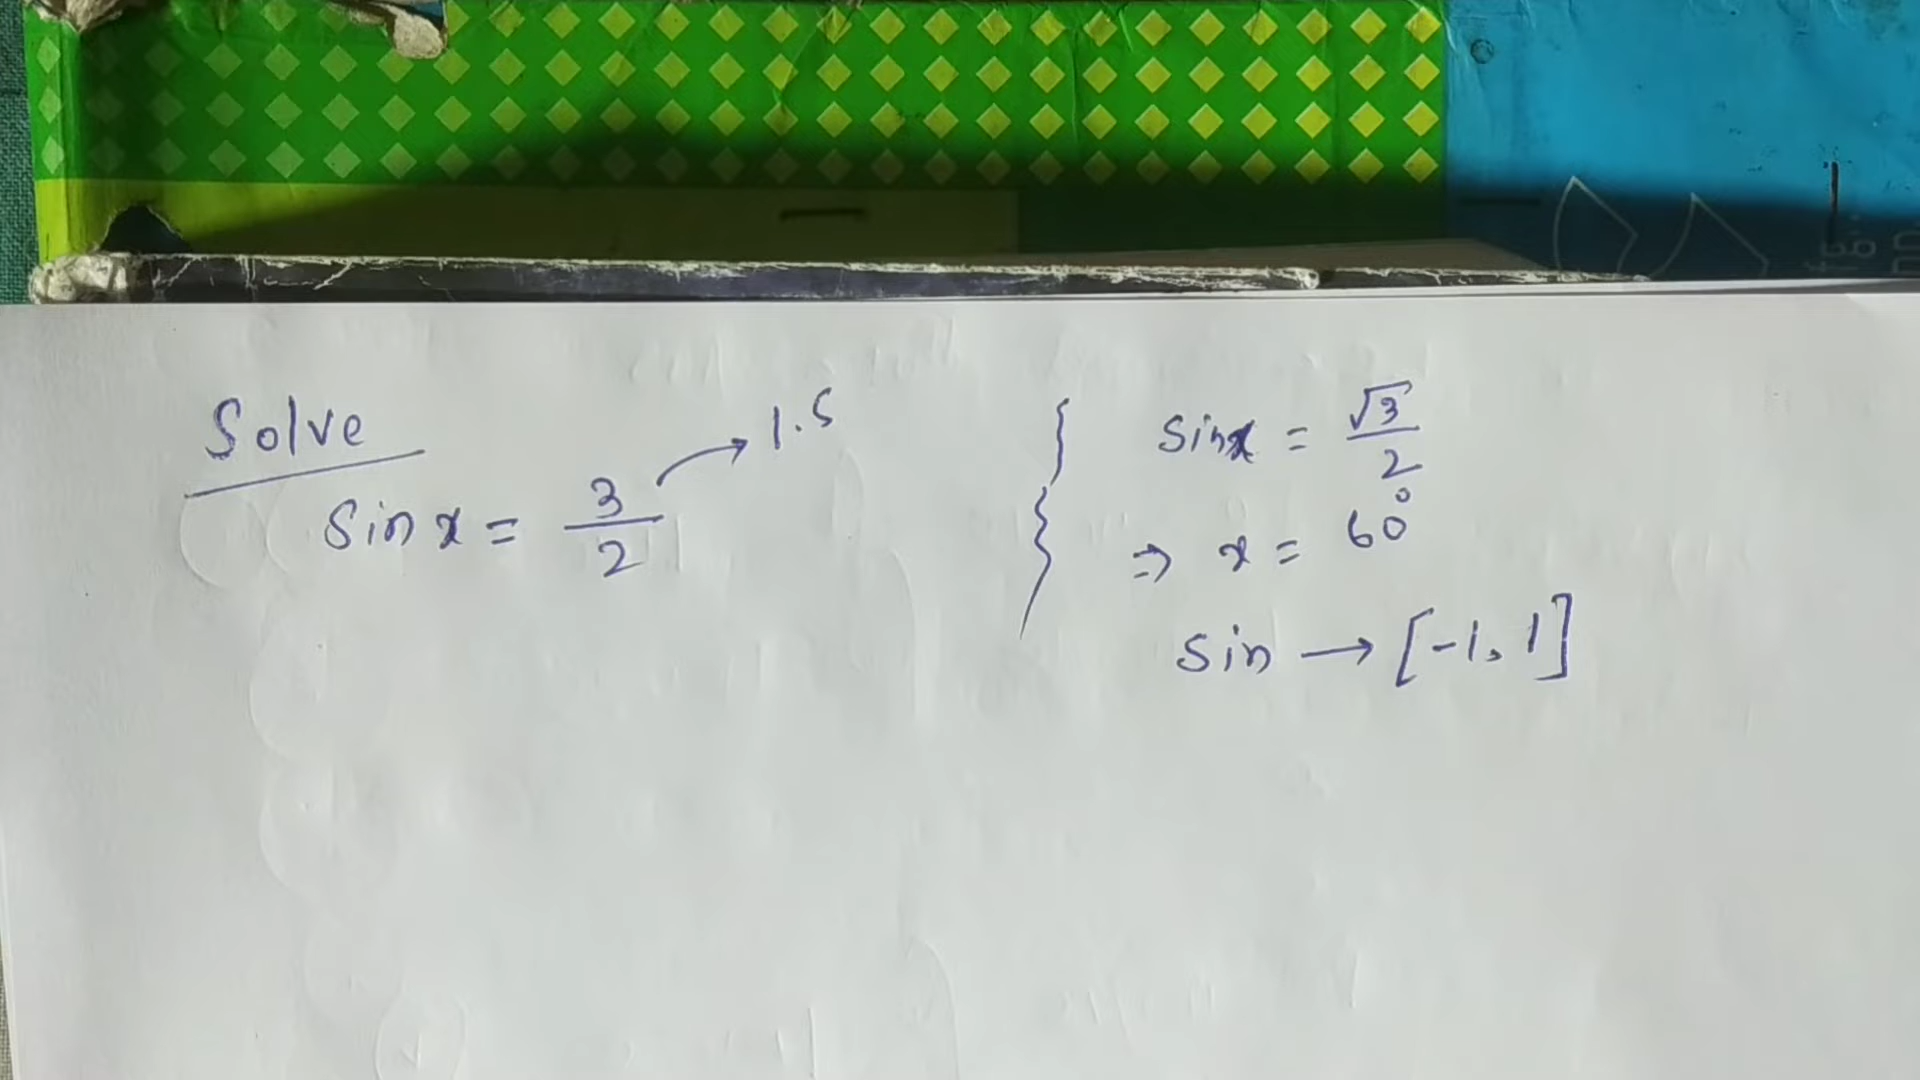 Solve
sin x = 3/2 → 1.5
sin x = √3/2
⇒ x = 60°
sin → [-1, 1]